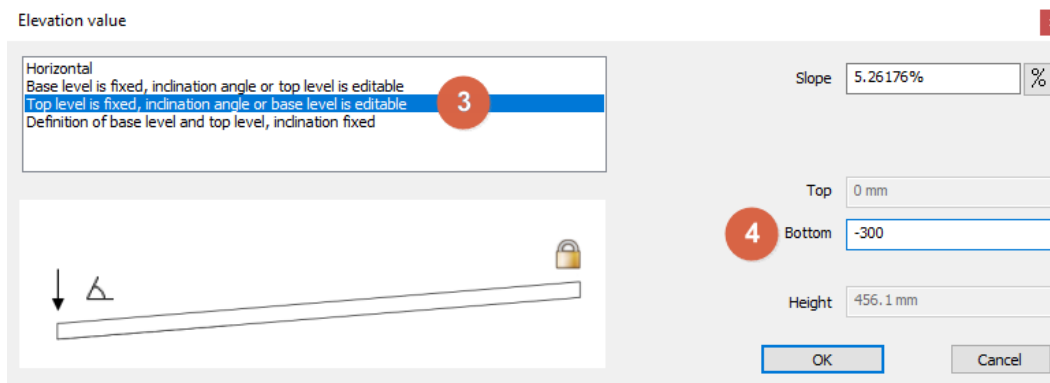 Elevation value
Horizontal
Base level is fixed, inclination angle or top level is editable
Top level is fixed, inclination angle or base level is editable
3
Definition of base level and top level, inclination fixed
Slope 5.26176% %
Top 0 mm
4 Bottom -300
Height 456.1 mm
OK Cancel